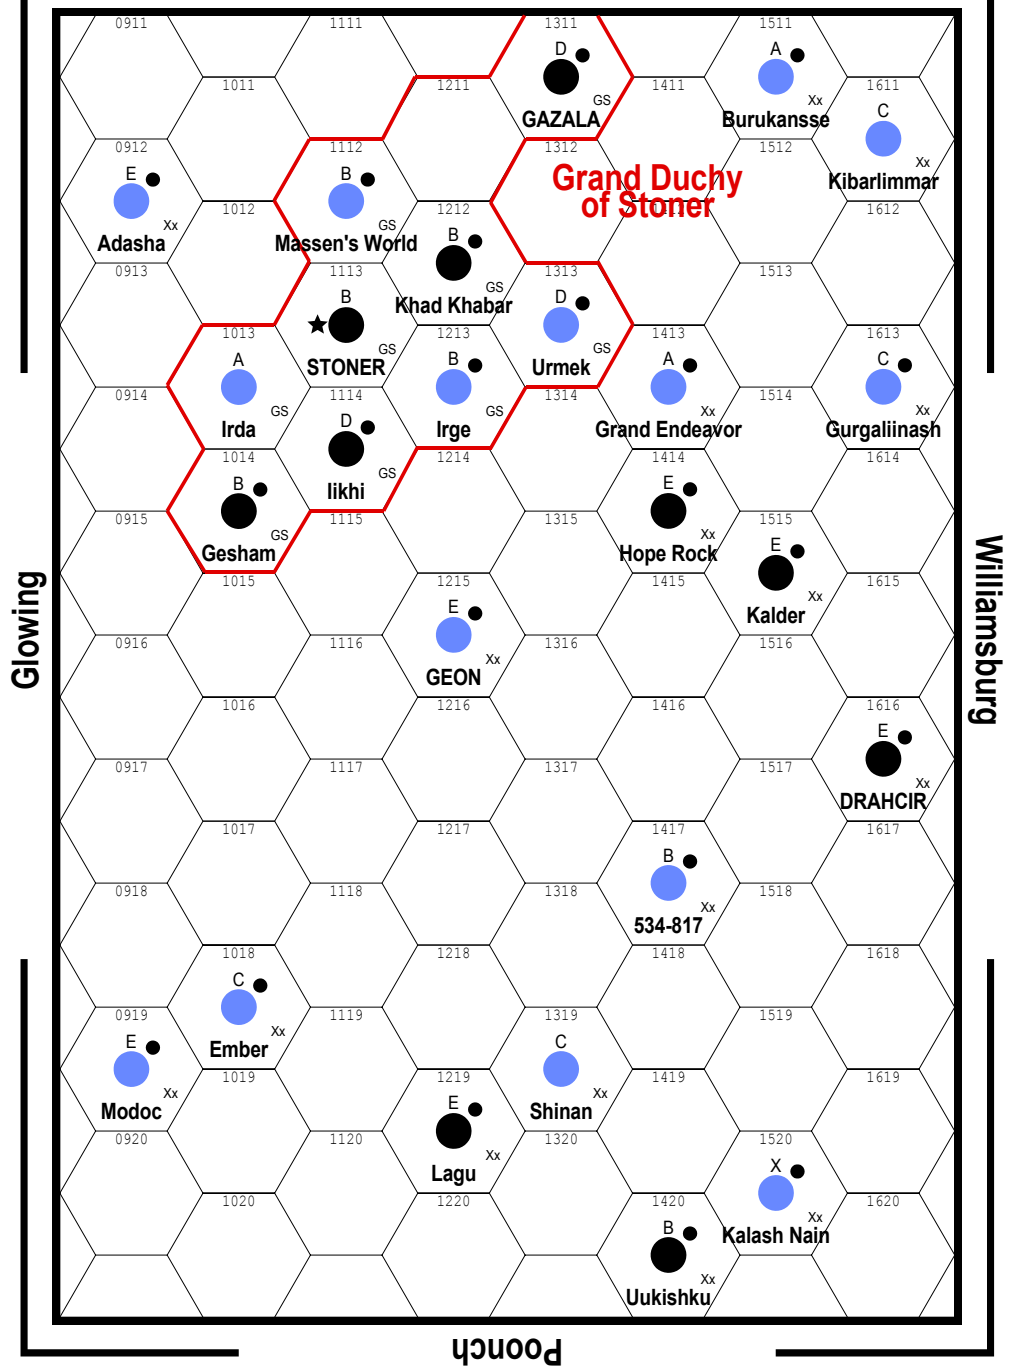 0911 1111 1311 1511
D A
GS Xx
GAZALA Burukansse
1011 1211 1411 1611
C
Xx
Kibarlimmar
0912 1112 1312 1512
E B
Xx GS
Adasha Massen's World
Grand Duchy
of Stoner
1012 1212 1612
B
GS
Khad Khabar
0913 1113 1313 1513
B D
GS GS
STONER Urmek
1013 1213 1413 1613
A B A C
GS GS Xx Xx
Irda Irge Grand Endeavor Gurgaliinash
0914 1114 1314 1514
D
GS
Iikhi
1014 1214 1414 1614
B E
GS Xx
Gesham Hope Rock
0915 1115 1315 1515
E
Xx
Kalder
1015 1215 1415 1615
E
Xx
GEON
0916 1116 1316 1516
1016 1216 1416 1616
E
Xx
DRAHCIR
0917 1117 1317 1517
1017 1217 1417 1617
B
Xx
534-817
0918 1118 1318 1518
1018 1218 1418 1618
C
Xx
Ember
0919 1119 1319 1519
E C
Xx Xx
Modoc Shinan
1019 1219 1419 1619
E
Xx
Lagu
0920 1120 1320 1520
X
Xx
Kalash Nain
1020 1220 1420 1620
B
Xx
Uukishku
Glowing
Williamsburg
Poonch